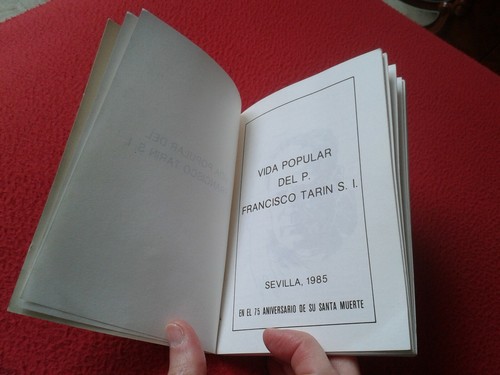 VIDA POPULAR
DEL P.
FRANCISCO TARIN S. I.
SEVILLA, 1985
EN EL 75 ANIVERSARIO DE SU SANTA MUERTE